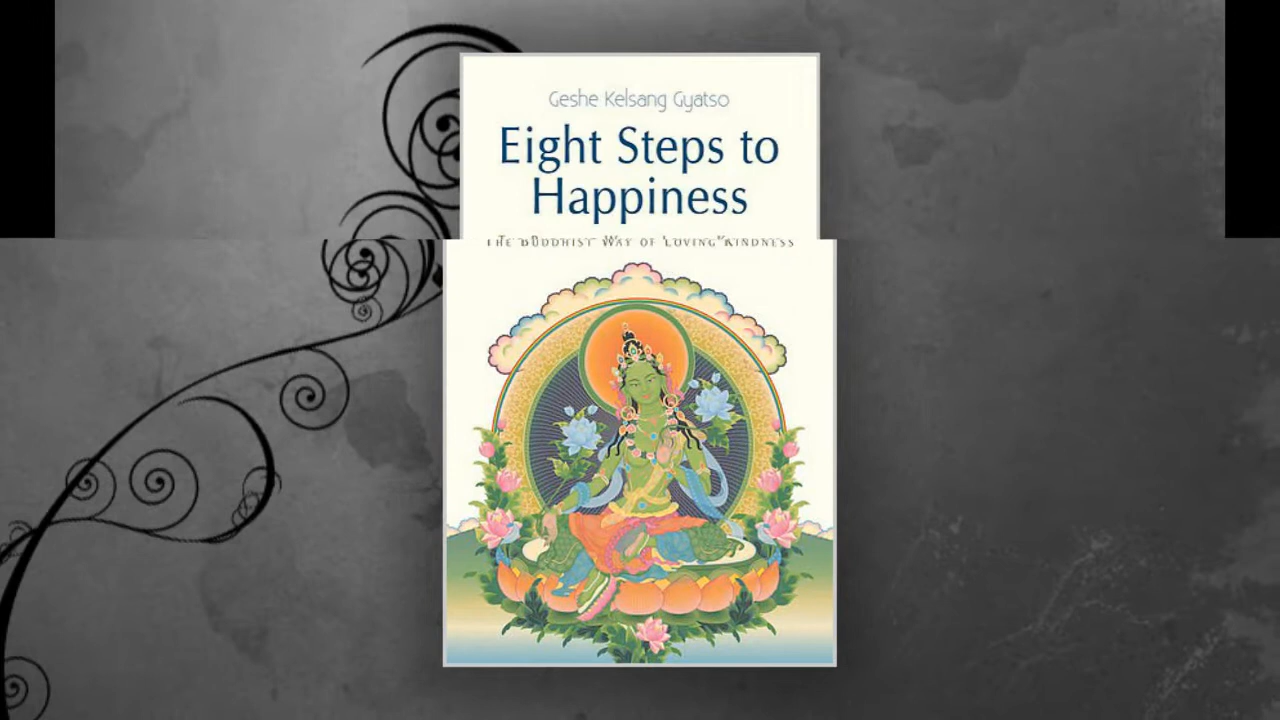 Geshe Kelsang Gyatso
Eight Steps to
Happiness
THE BUDDHIST WAY OF LOVING KINDNESS